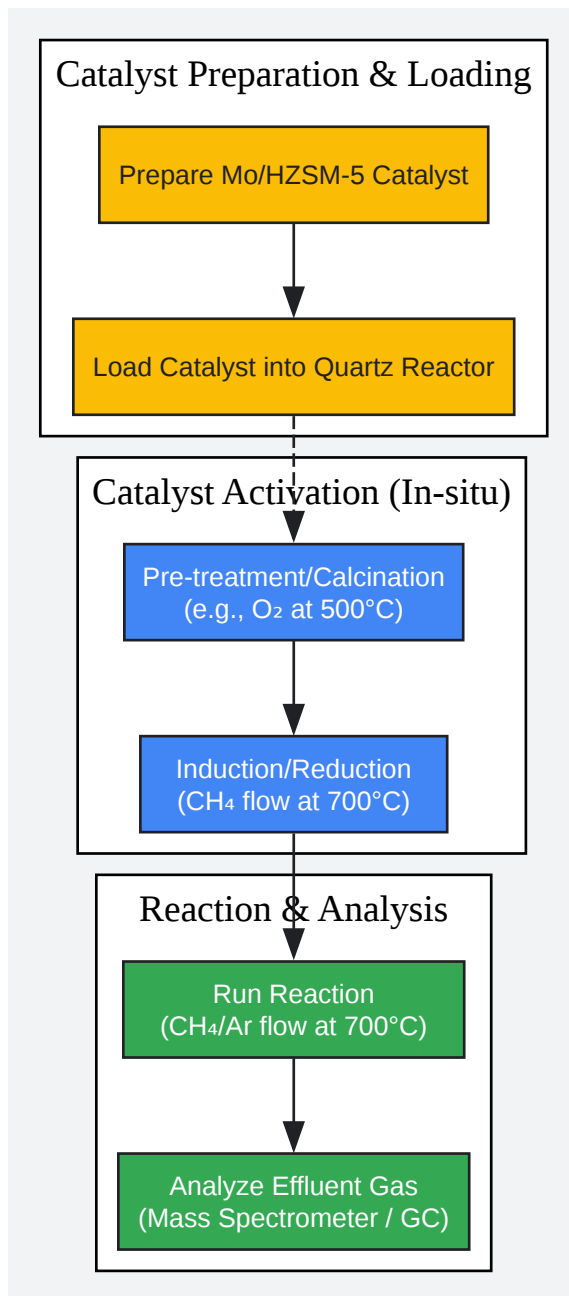 Catalyst Preparation & Loading
Prepare Mo/HZSM-5 Catalyst
Load Catalyst into Quartz Reactor
Catalyst Activation (In-situ)
Pre-treatment/Calcination
(e.g., O₂ at 500°C)
Induction/Reduction
(CH₄ flow at 700°C)
Reaction & Analysis
Run Reaction
(CH₄/Ar flow at 700°C)
Analyze Effluent Gas
(Mass Spectrometer / GC)